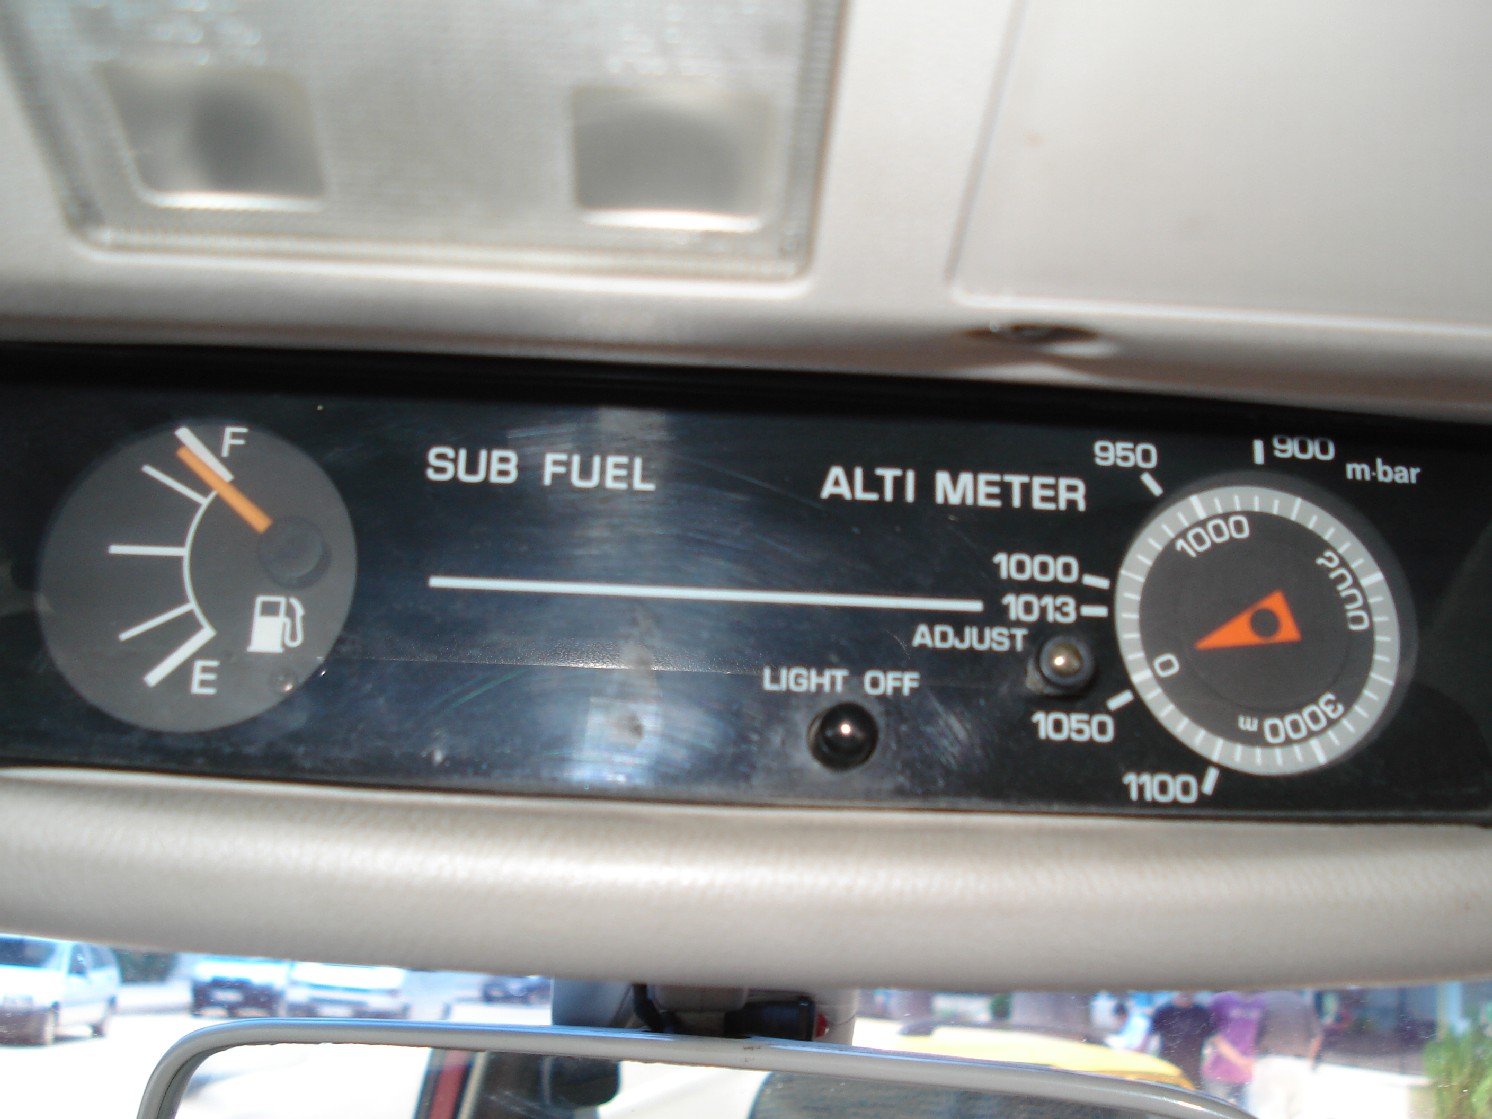 F
E
SUB FUEL
ALTI METER
LIGHT OFF
ADJUST
950
900
m·bar
1000
1013
1050
1100
0
1000
2000
3000 m